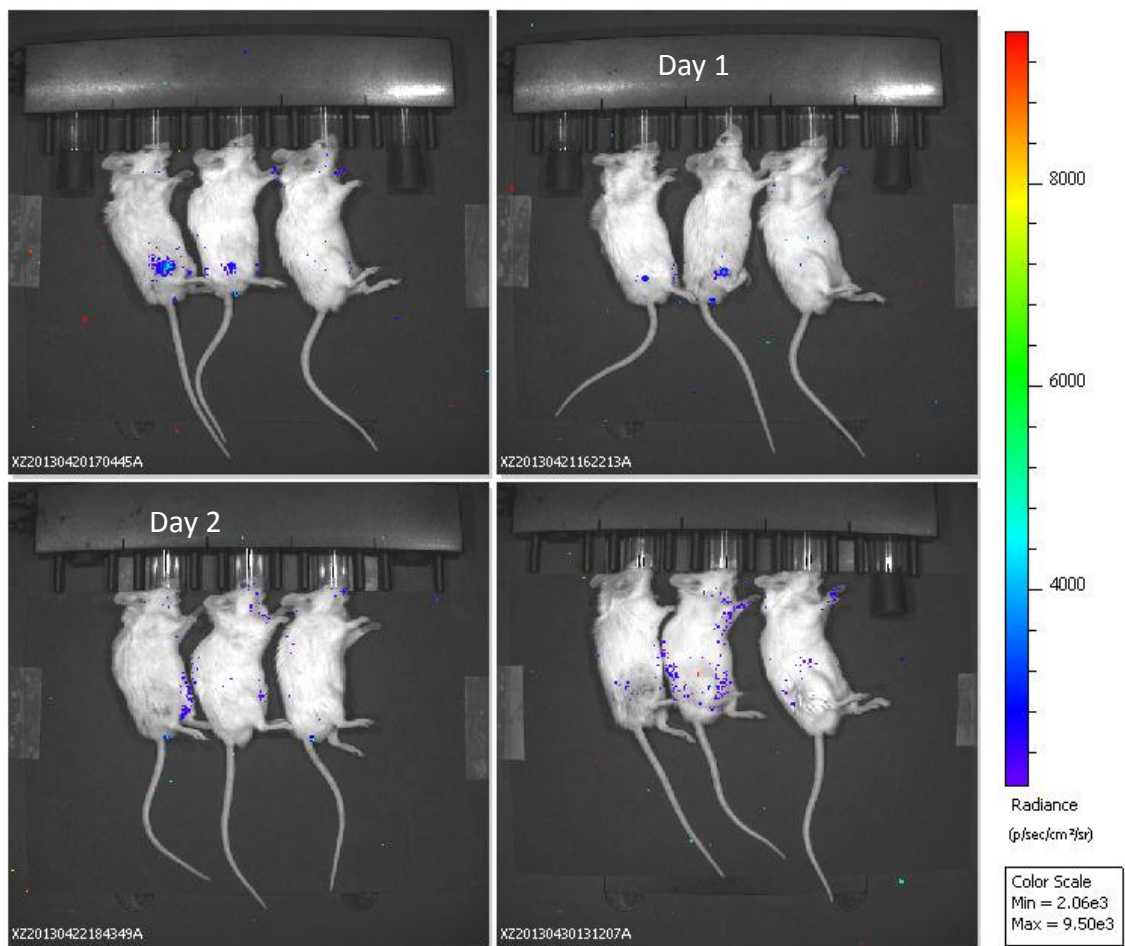 Day 1
XZ20130420170445A
XZ20130421162213A
Day 2
XZ20130422184349A
XZ20130430131207A
8000
6000
4000
Radiance
(p/sec/cm²/sr)
Color Scale
Min = 2.06e3
Max = 9.50e3